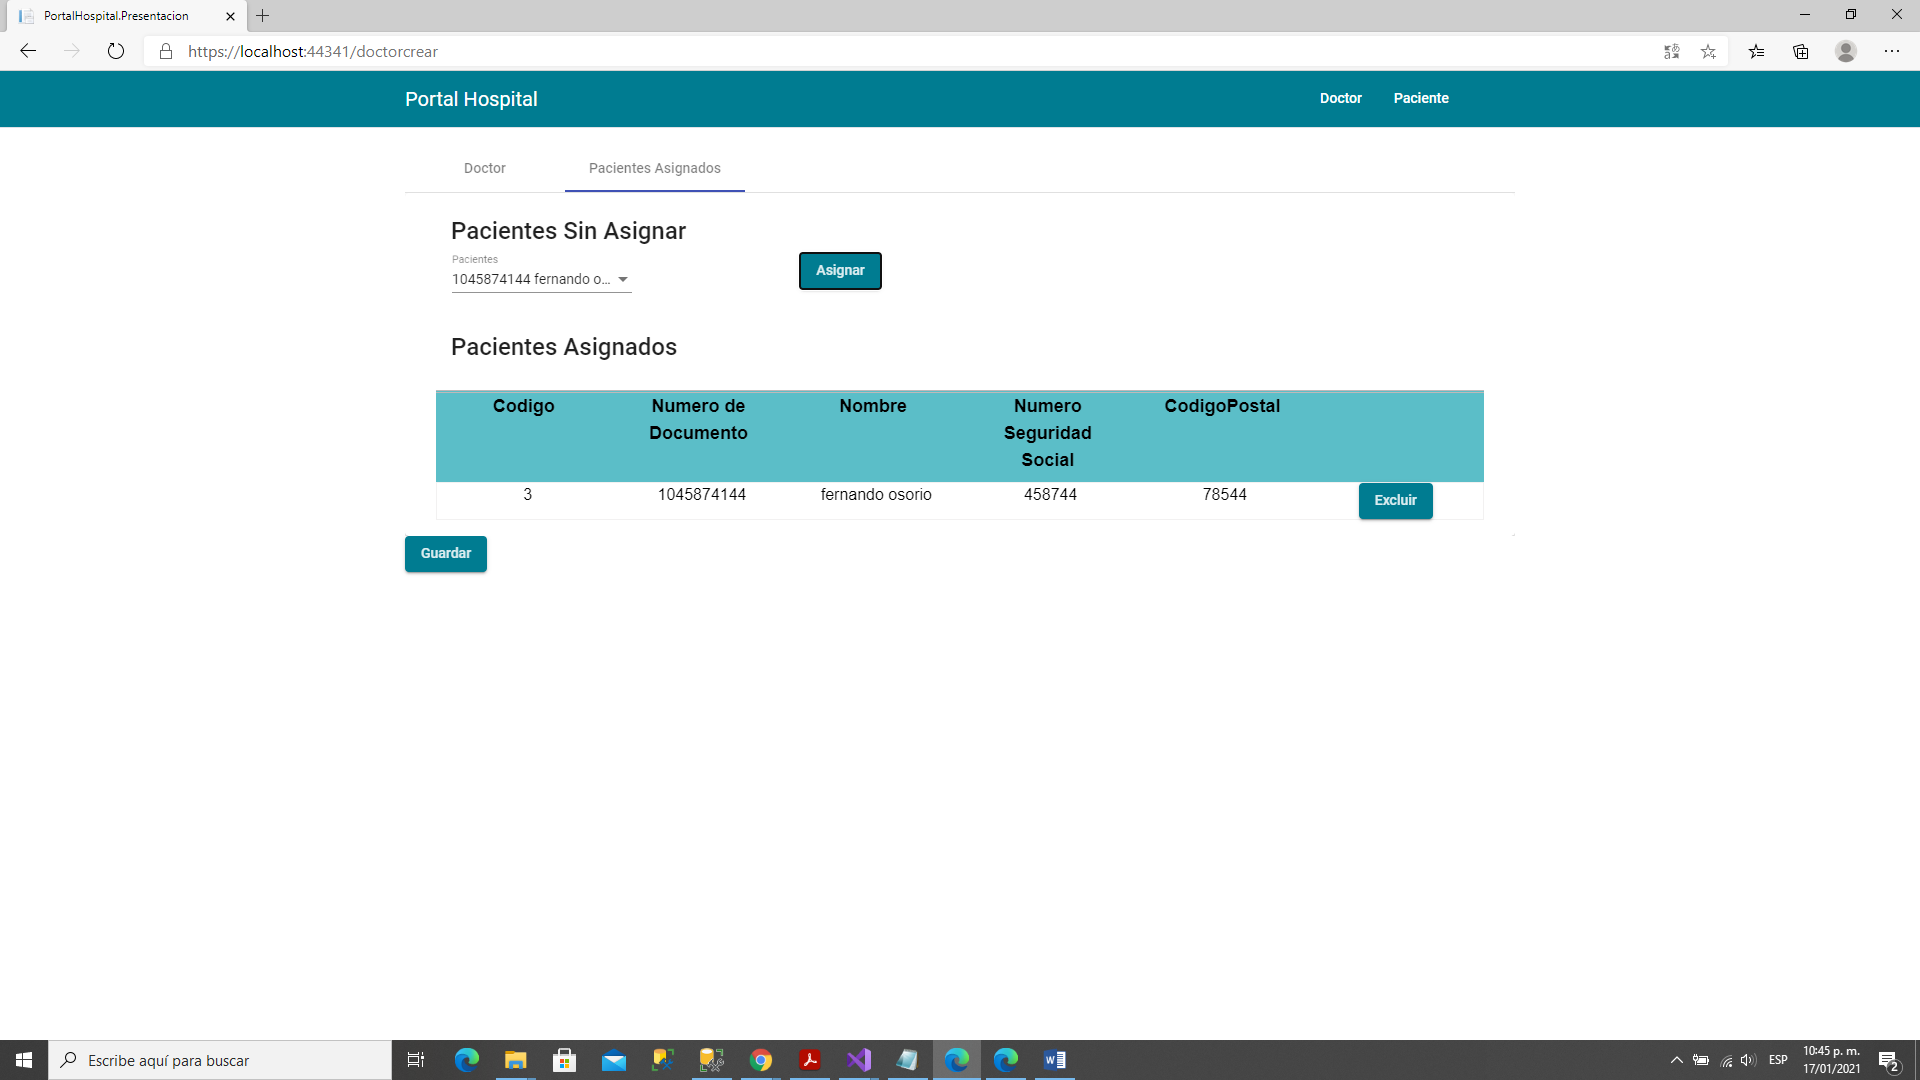 PortalHospital.Presentacion
https://localhost:44341/doctorcrear
Portal Hospital
Doctor
Paciente
Doctor
Pacientes Asignados
Pacientes Sin Asignar
Pacientes
1045874144 fernando o...
Asignar
Pacientes Asignados
Codigo
Numero de
Documento
Nombre
Numero
Seguridad
Social
CodigoPostal
3
1045874144
fernando osorio
458744
78544
Excluir
Guardar
Escribe aquí para buscar
ESP
10:45 p. m.
17/01/2021
2